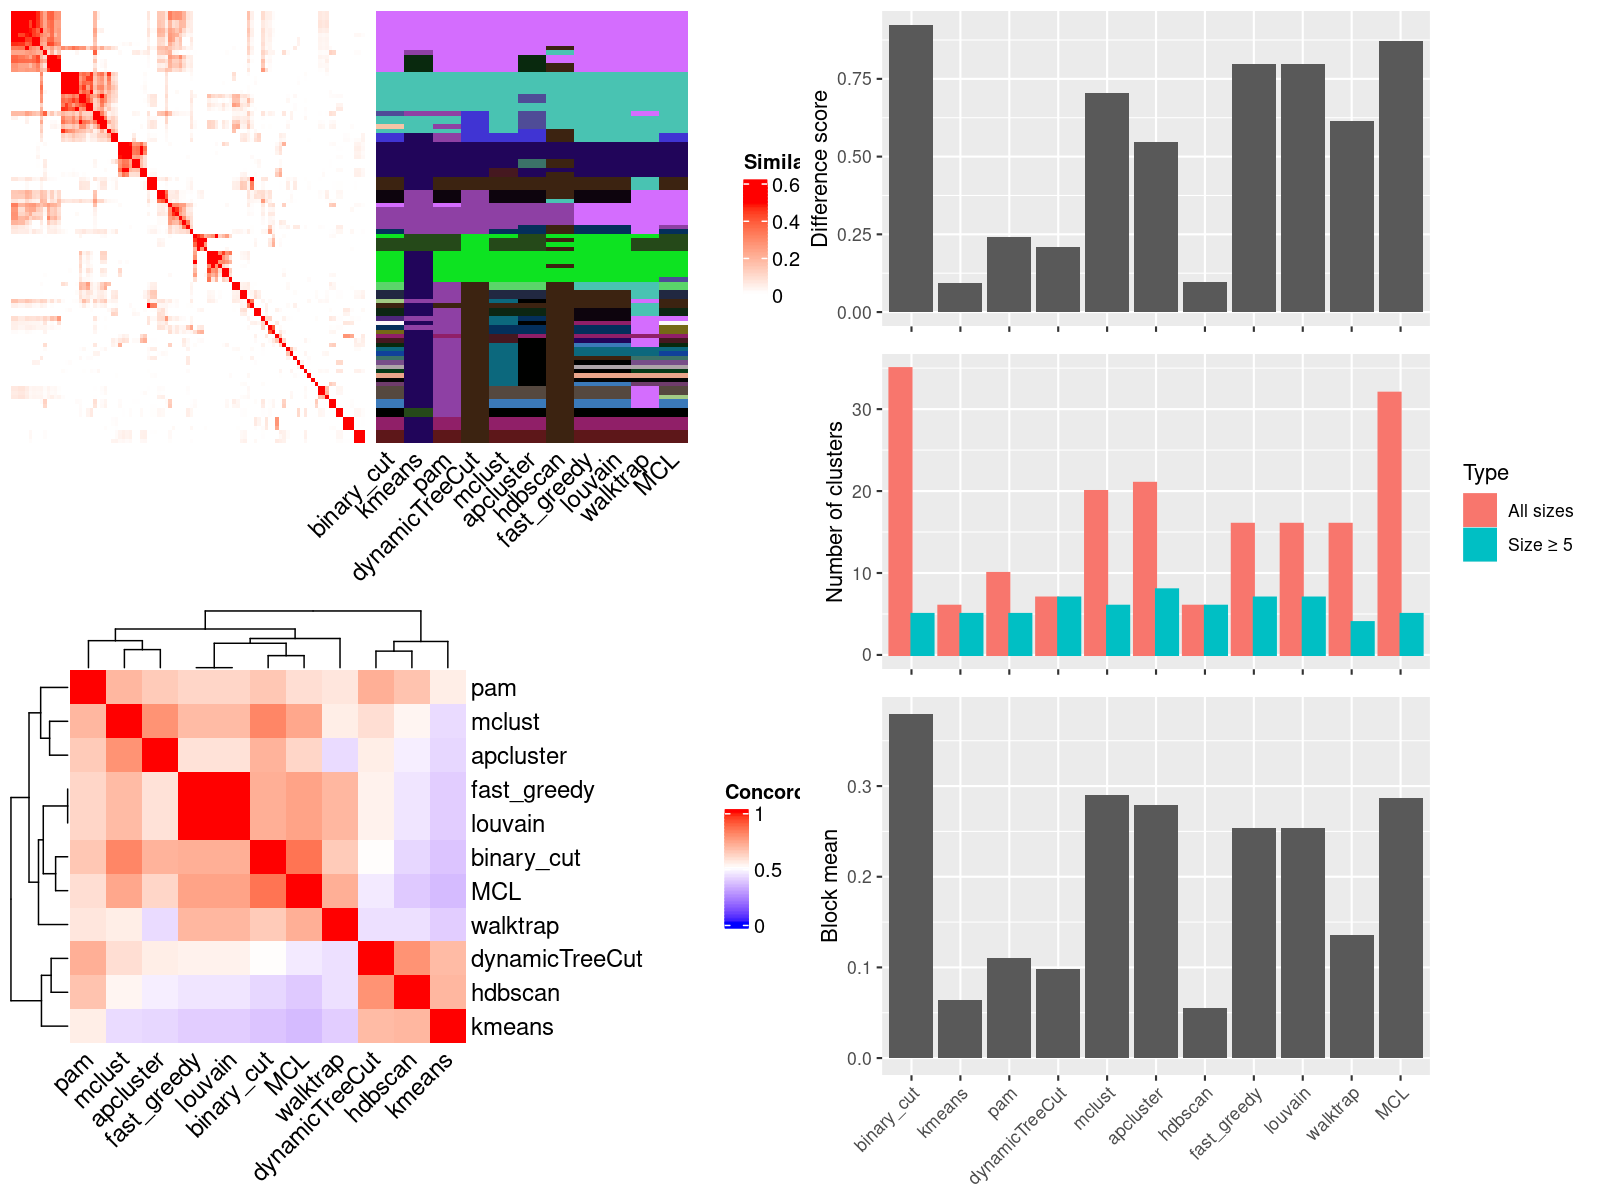 Simila
0.6
0.4
0.2
0
binary_cut
kmeans
pam
dynamicTreeCut
mclust
apcluster
hdbscan
fast_greedy
louvain
walktrap
MCL
pam
mclust
apcluster
fast_greedy
louvain
binary_cut
MCL
walktrap
dynamicTreeCut
hdbscan
kmeans
pam
mclust
apcluster
fast_greedy
louvain
binary_cut
MCL
walktrap
dynamicTreeCut
hdbscan
kmeans
Concord
1
0.5
0
Difference score
0.75
0.50
0.25
0.00
Number of clusters
30
20
10
0
Type
All sizes
Size ≥ 5
Block mean
0.3
0.2
0.1
0.0
binary_cut
kmeans
pam
dynamicTreeCut
mclust
apcluster
hdbscan
fast_greedy
louvain
walktrap
MCL